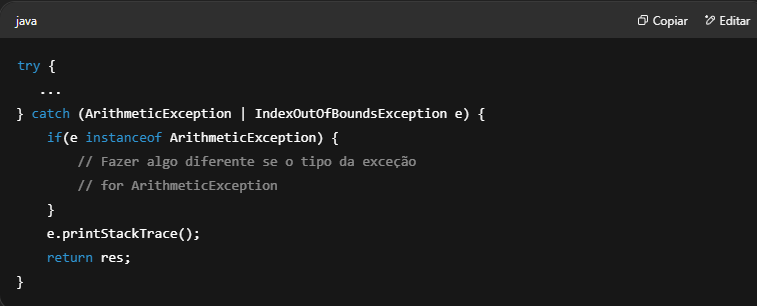 java
Copiar
Editar
try {
   ...
} catch (ArithmeticException | IndexOutOfBoundsException e) {
    if(e instanceof ArithmeticException) {
        // Fazer algo diferente se o tipo da exceção
        // for ArithmeticException
    }
    e.printStackTrace();
    return res;
}